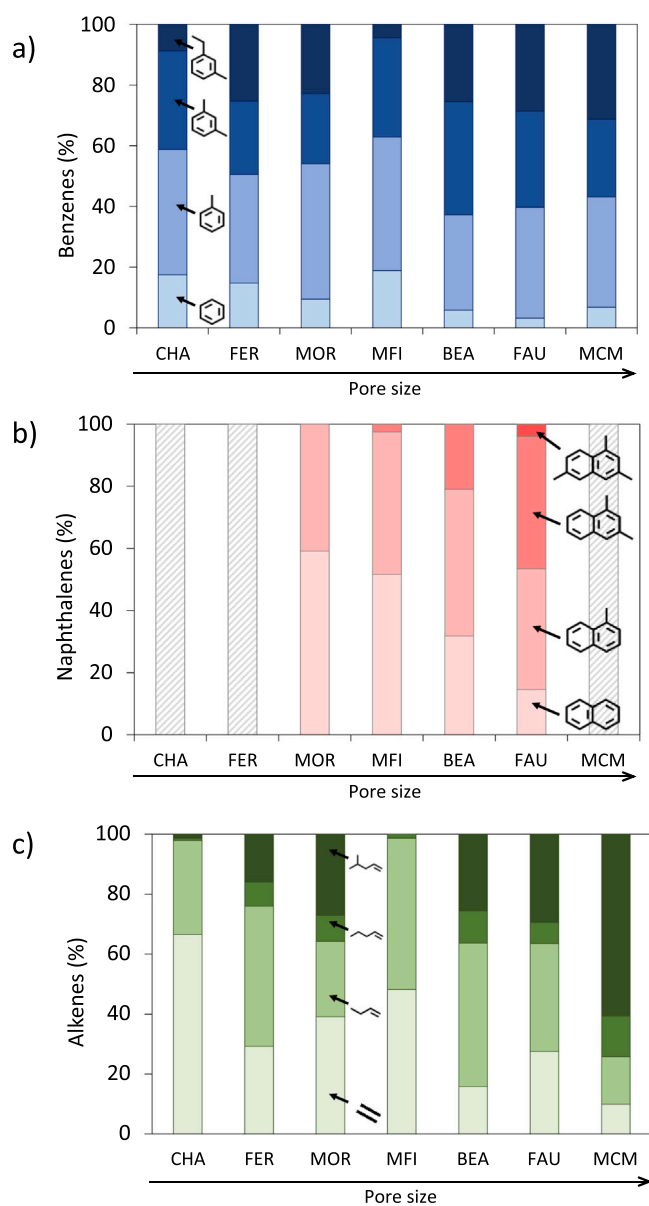 a)
Benzenes (%)
100
80
60
40
20
0
CHA FER MOR MFI BEA FAU MCM
Pore size
b)
Naphthalenes (%)
100
80
60
40
20
0
CHA FER MOR MFI BEA FAU MCM
Pore size
c)
Alkenes (%)
100
80
60
40
20
0
CHA FER MOR MFI BEA FAU MCM
Pore size